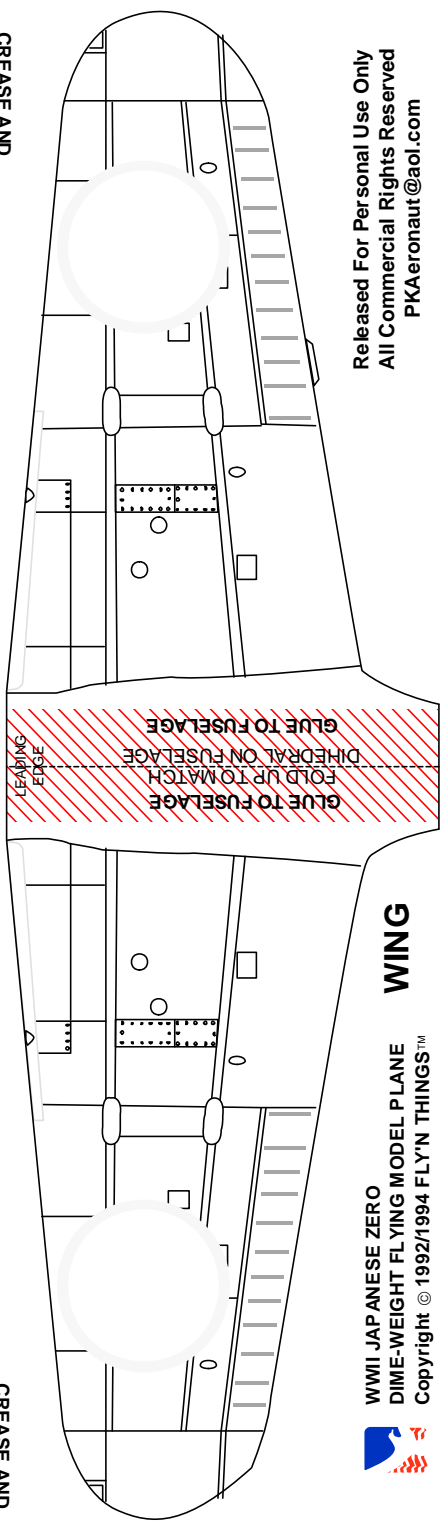 CREASE AND
Released For Personal Use Only
All Commercial Rights Reserved
PKAeronaut@aol.com
LEADING
EDGE
GLUE TO FUSELAGE
FOLD UP TO MATCH
DIHEDRAL ON FUSELAGE
GLUE TO FUSELAGE
WING
WWII JAPANESE ZERO
DIME-WEIGHT FLYING MODEL PLANE
Copyright © 1992/1994 FLY'N THINGS™
CREASE AND